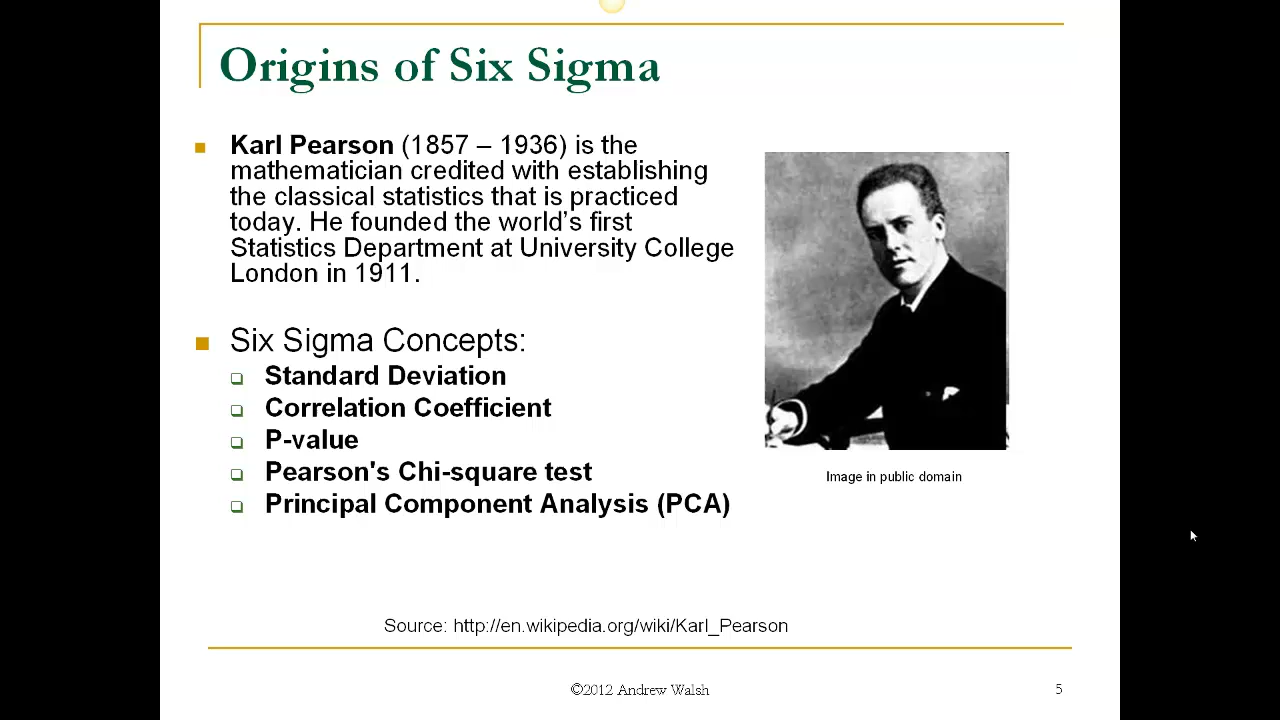 Origins of Six Sigma
Karl Pearson (1857 – 1936) is the
mathematician credited with establishing
the classical statistics that is practiced
today. He founded the world’s first
Statistics Department at University College
London in 1911.
Six Sigma Concepts:
Standard Deviation
Correlation Coefficient
P-value
Pearson's Chi-square test
Principal Component Analysis (PCA)
Image in public domain
Source: http://en.wikipedia.org/wiki/Karl_Pearson
©2012 Andrew Walsh
5